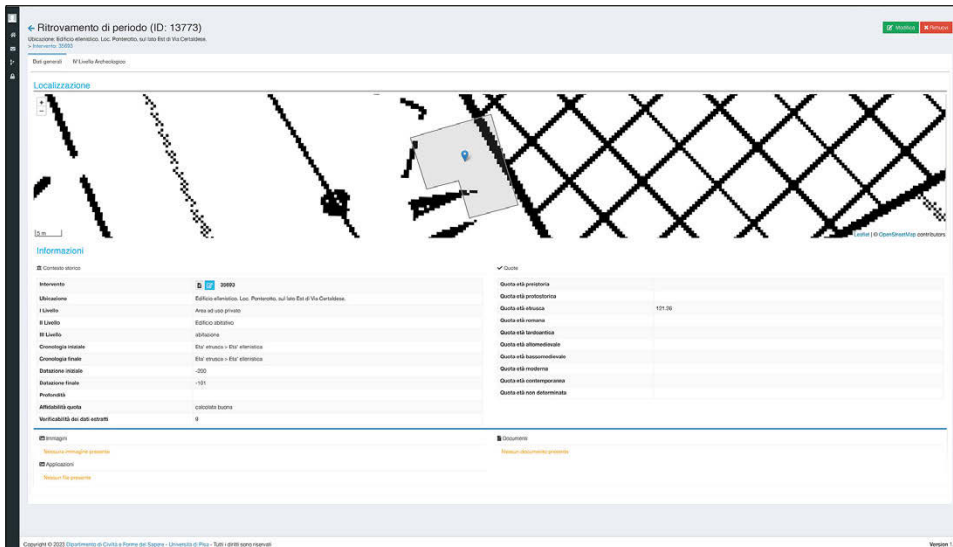 ← Ritrovamento di periodo (ID: 13773)
Modifica
Rimuovi
Ubicazione: Edificio ellenistico. Loc. Ponterotto, sul lato Est di Via Certaldese.
> Intervento: 35893
Dati generali IV Livello Archeologico
Localizzazione
+
−
5 m
Leaflet | © OpenStreetMap contributors
Informazioni
Contesto storico
Intervento 35893
Ubicazione Edificio ellenistico. Loc. Ponterotto, sul lato Est di Via Certaldese.
I Livello Area ad uso privato
II Livello Edificio abitativo
III Livello abitazione
Cronologia iniziale Eta' etrusca > Eta' ellenistica
Cronologia finale Eta' etrusca > Eta' ellenistica
Datazione iniziale -200
Datazione finale -101
Profondità
Affidabilità quota calcolata buona
Verificabilità dei dati estratti
Quote
Quota età preistorica
Quota età protostorica
Quota età etrusca 121.26
Quota età romana
Quota età tardoantica
Quota età altomedievale
Quota età bassomedievale
Quota età moderna
Quota età contemporanea
Quota età non determinata
Immagini
Nessuna immagine presente
Documenti
Nessun documento presente
Applicazioni
Nessun file presente
Copyright © 2023 Dipartimento di Civiltà e Forme del Sapere - Università di Pisa - Tutti i diritti sono riservati
Version 1.